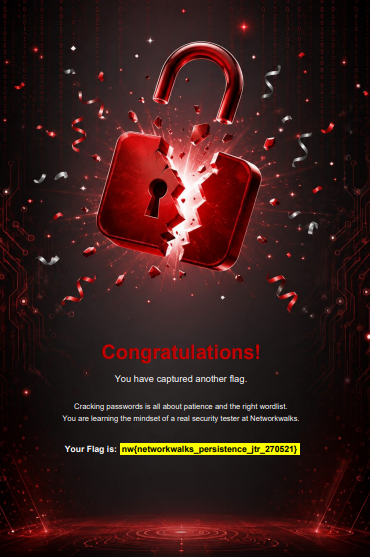 Congratulations!
You have captured another flag.
Cracking passwords is all about patience and the right wordlist.
You are learning the mindset of a real security tester at Networkwalks.
Your Flag is: nw{networkwalks_persistence_jtr_270521}